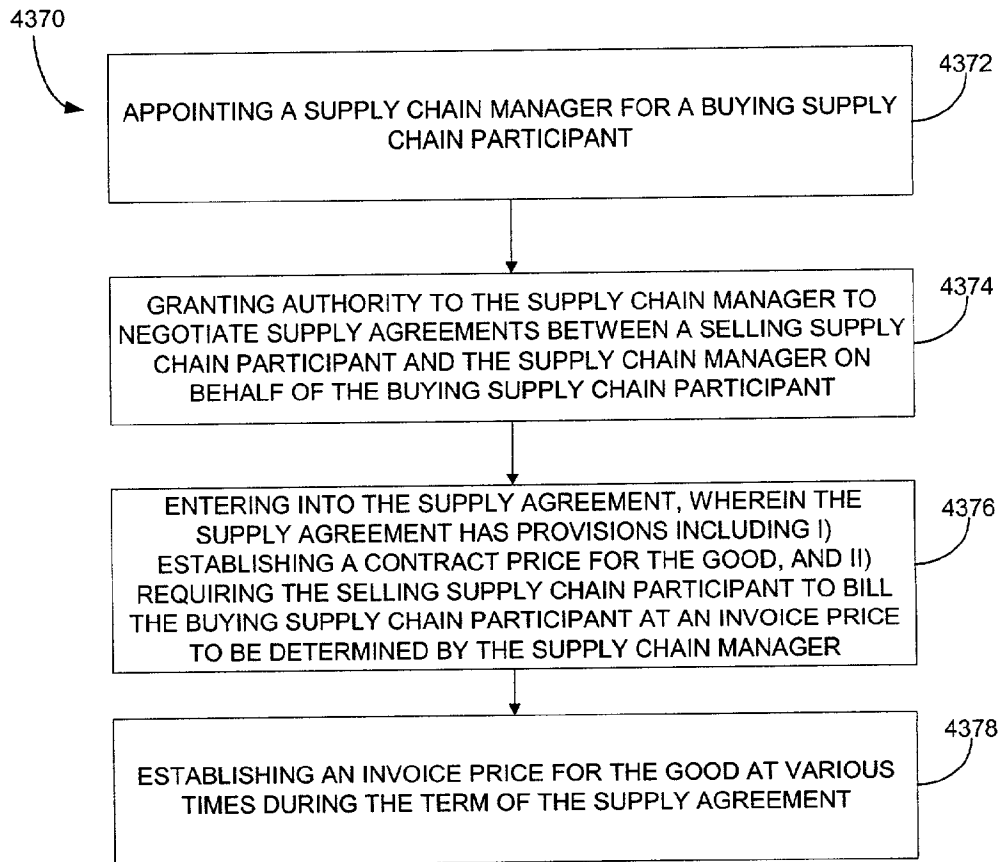 4370
4372
APPOINTING A SUPPLY CHAIN MANAGER FOR A BUYING SUPPLY
CHAIN PARTICIPANT
4374
GRANTING AUTHORITY TO THE SUPPLY CHAIN MANAGER TO
NEGOTIATE SUPPLY AGREEMENTS BETWEEN A SELLING SUPPLY
CHAIN PARTICIPANT AND THE SUPPLY CHAIN MANAGER ON
BEHALF OF THE BUYING SUPPLY CHAIN PARTICIPANT
4376
ENTERING INTO THE SUPPLY AGREEMENT, WHEREIN THE
SUPPLY AGREEMENT HAS PROVISIONS INCLUDING I)
ESTABLISHING A CONTRACT PRICE FOR THE GOOD, AND II)
REQUIRING THE SELLING SUPPLY CHAIN PARTICIPANT TO BILL
THE BUYING SUPPLY CHAIN PARTICIPANT AT AN INVOICE PRICE
TO BE DETERMINED BY THE SUPPLY CHAIN MANAGER
4378
ESTABLISHING AN INVOICE PRICE FOR THE GOOD AT VARIOUS
TIMES DURING THE TERM OF THE SUPPLY AGREEMENT